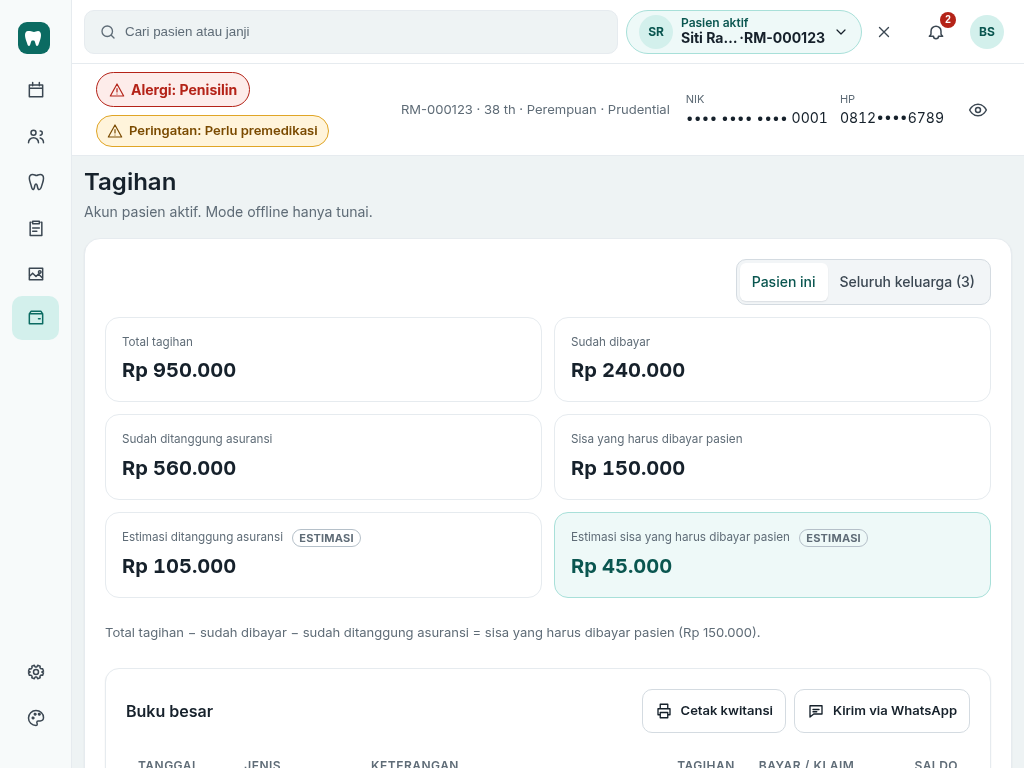 Cari pasien atau janji
SR
Pasien aktif
Siti Ra... ·RM-000123
2
BS
Alergi: Penisilin
Peringatan: Perlu premedikasi
RM-000123 · 38 th · Perempuan · Prudential
NIK
•••• •••• •••• 0001
HP
0812••••6789
Tagihan
Akun pasien aktif. Mode offline hanya tunai.
Pasien ini
Seluruh keluarga (3)
Total tagihan
Rp 950.000
Sudah dibayar
Rp 240.000
Sudah ditanggung asuransi
Rp 560.000
Sisa yang harus dibayar pasien
Rp 150.000
Estimasi ditanggung asuransi ESTIMASI
Rp 105.000
Estimasi sisa yang harus dibayar pasien ESTIMASI
Rp 45.000
Total tagihan − sudah dibayar − sudah ditanggung asuransi = sisa yang harus dibayar pasien (Rp 150.000).
Buku besar
Cetak kwitansi
Kirim via WhatsApp
TANGGAL JENIS KETERANGAN TAGIHAN BAYAR / KLAIM SALDO